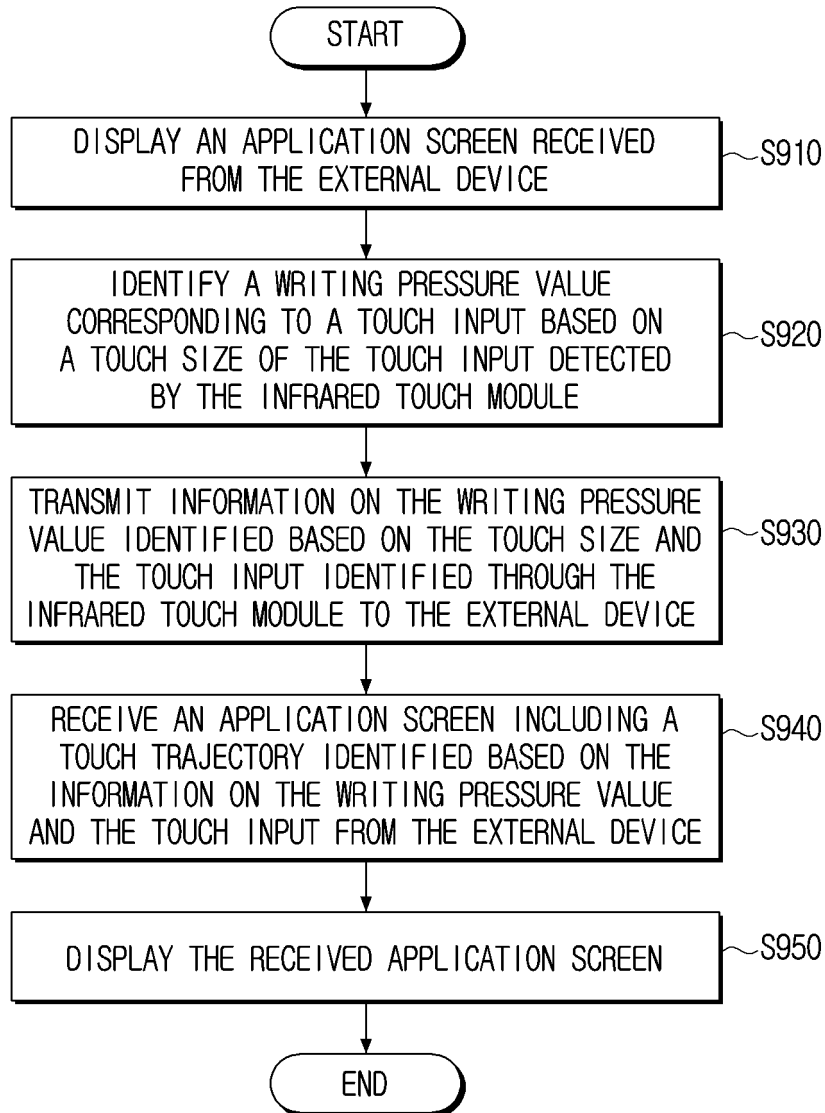 START
DISPLAY AN APPLICATION SCREEN RECEIVED
FROM THE EXTERNAL DEVICE
S910
IDENTIFY A WRITING PRESSURE VALUE
CORRESPONDING TO A TOUCH INPUT BASED ON
A TOUCH SIZE OF THE TOUCH INPUT DETECTED
BY THE INFRARED TOUCH MODULE
S920
TRANSMIT INFORMATION ON THE WRITING PRESSURE
VALUE IDENTIFIED BASED ON THE TOUCH SIZE AND
THE TOUCH INPUT IDENTIFIED THROUGH THE
INFRARED TOUCH MODULE TO THE EXTERNAL DEVICE
S930
RECEIVE AN APPLICATION SCREEN INCLUDING A
TOUCH TRAJECTORY IDENTIFIED BASED ON THE
INFORMATION ON THE WRITING PRESSURE VALUE
AND THE TOUCH INPUT FROM THE EXTERNAL DEVICE
S940
DISPLAY THE RECEIVED APPLICATION SCREEN
S950
END